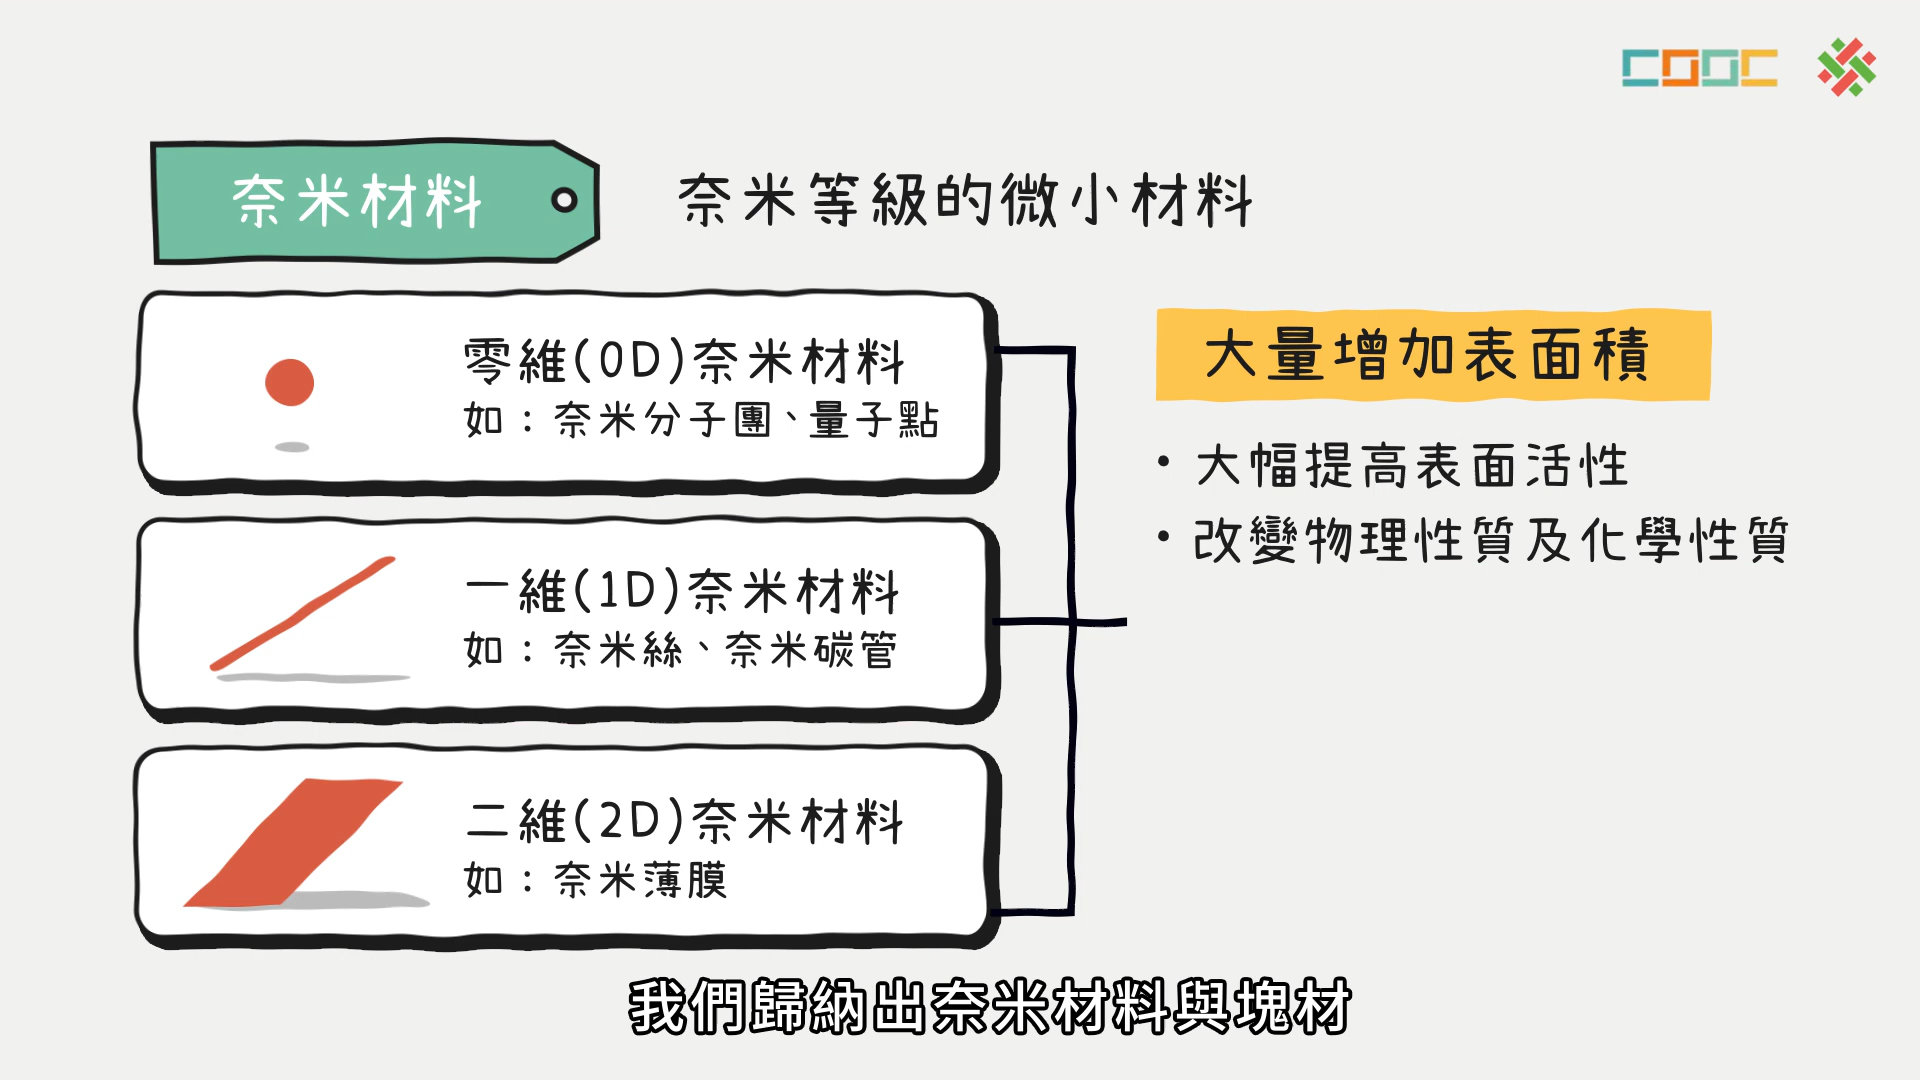 COOC
奈米材料
奈米等級的微小材料
零維(0D)奈米材料
如：奈米分子團、量子點
一維(1D)奈米材料
如：奈米絲、奈米碳管
二維(2D)奈米材料
如：奈米薄膜
大量增加表面積
• 大幅提高表面活性
• 改變物理性質及化學性質
我們歸納出奈米材料與塊材